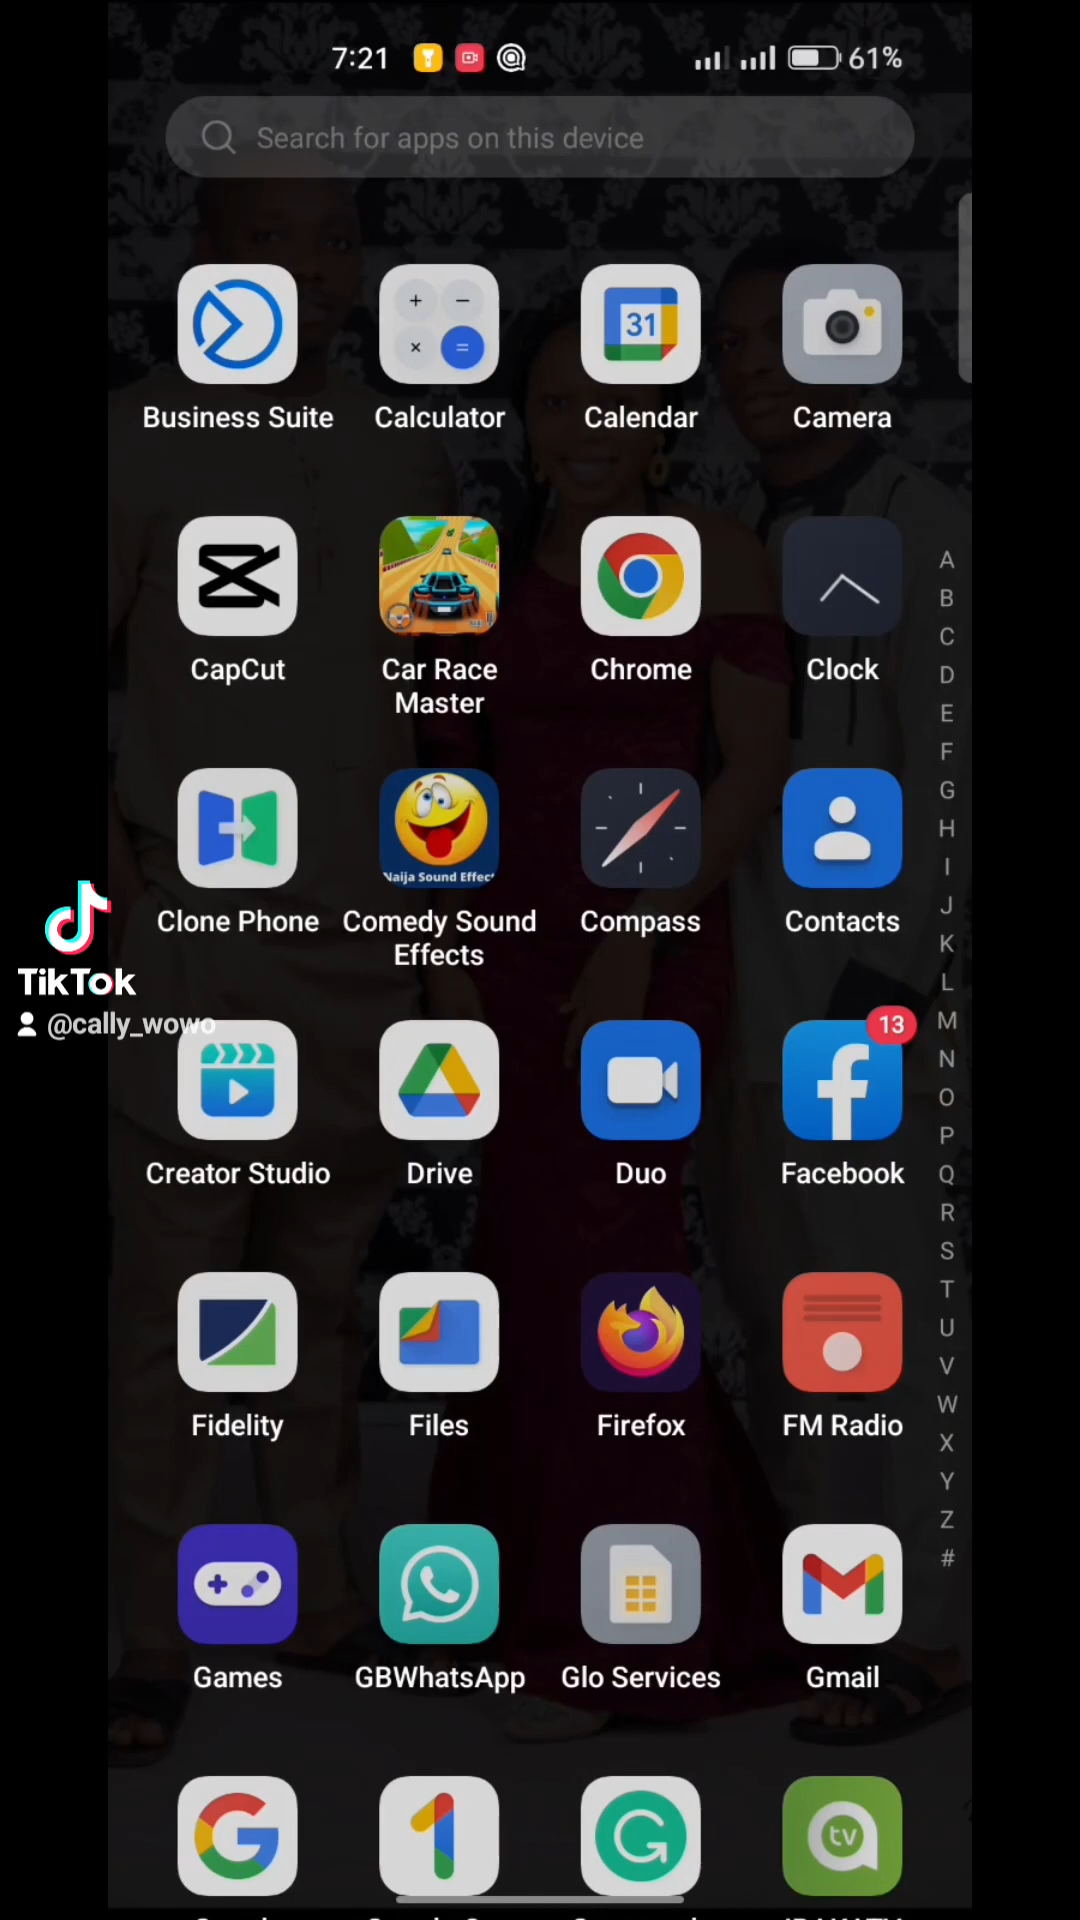 7:21
61%
Search for apps on this device
31
Business Suite
Calculator
Calendar
Camera
CapCut
Car Race
Master
Chrome
Clock
Naija Sound Effect
Clone Phone
Comedy Sound
Effects
Compass
Contacts
TikTok
@cally_wowo
13
Creator Studio
Drive
Duo
Facebook
Fidelity
Files
Firefox
FM Radio
Games
GBWhatsApp
Glo Services
Gmail
tv
A
B
C
D
E
F
G
H
I
J
K
L
M
N
O
P
Q
R
S
T
U
V
W
X
Y
Z
#